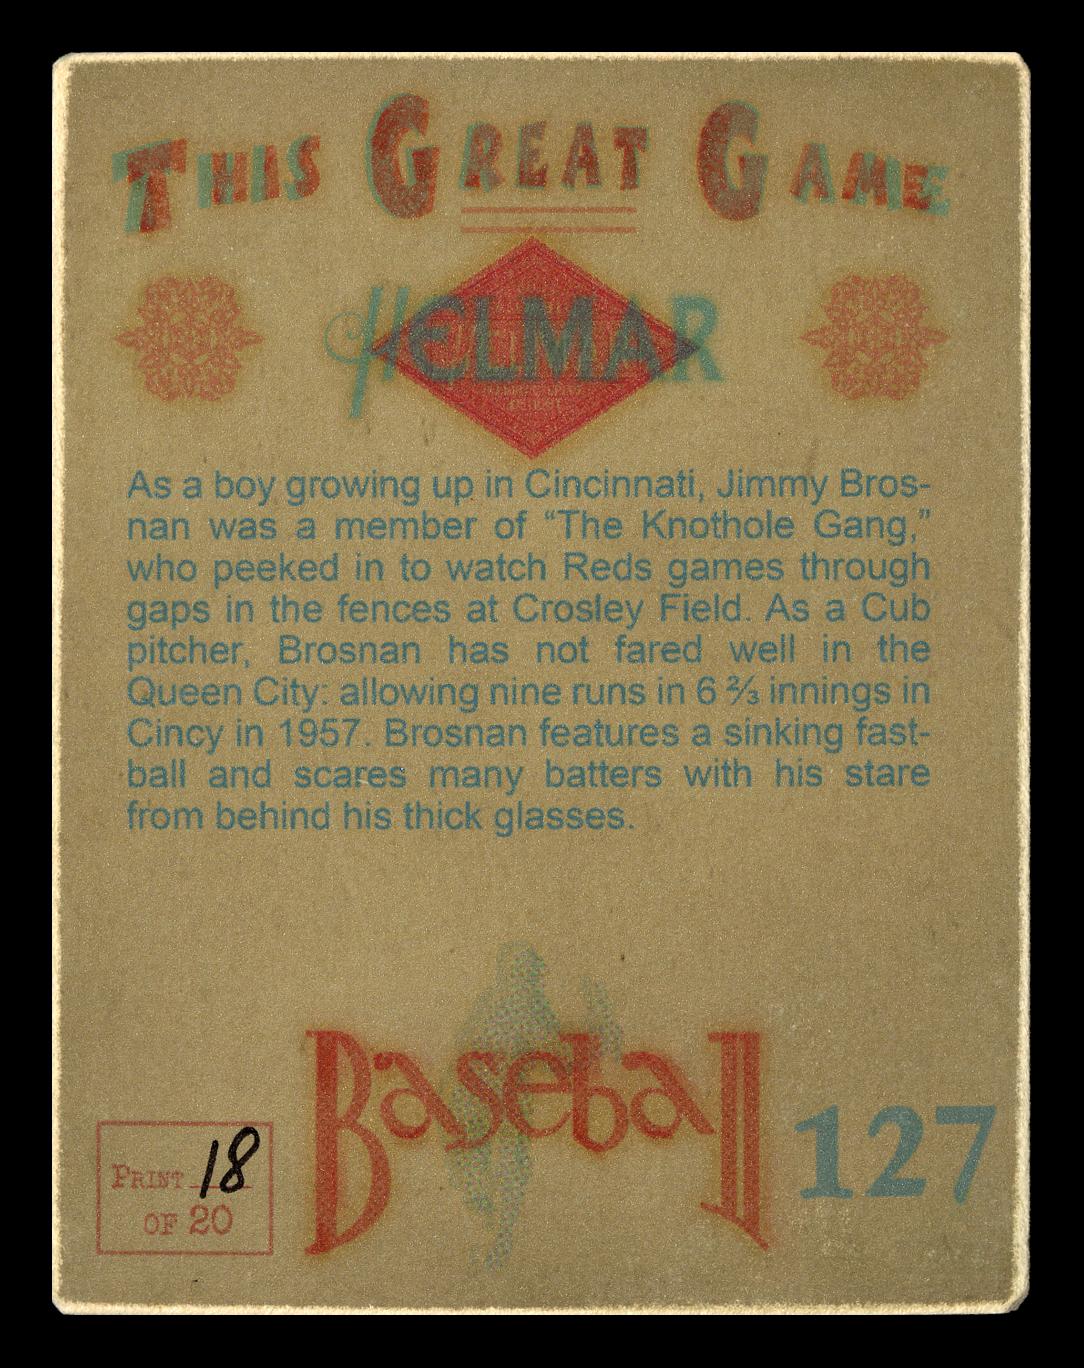 THIS GREAT GAME
HELMAR
As a boy growing up in Cincinnati, Jimmy Bros-
nan was a member of “The Knothole Gang,”
who peeked in to watch Reds games through
gaps in the fences at Crosley Field. As a Cub
pitcher, Brosnan has not fared well in the
Queen City: allowing nine runs in 6 ⅔ innings in
Cincy in 1957. Brosnan features a sinking fast-
ball and scares many batters with his stare
from behind his thick glasses.
Baseball
127
PRINT 18
OF 20